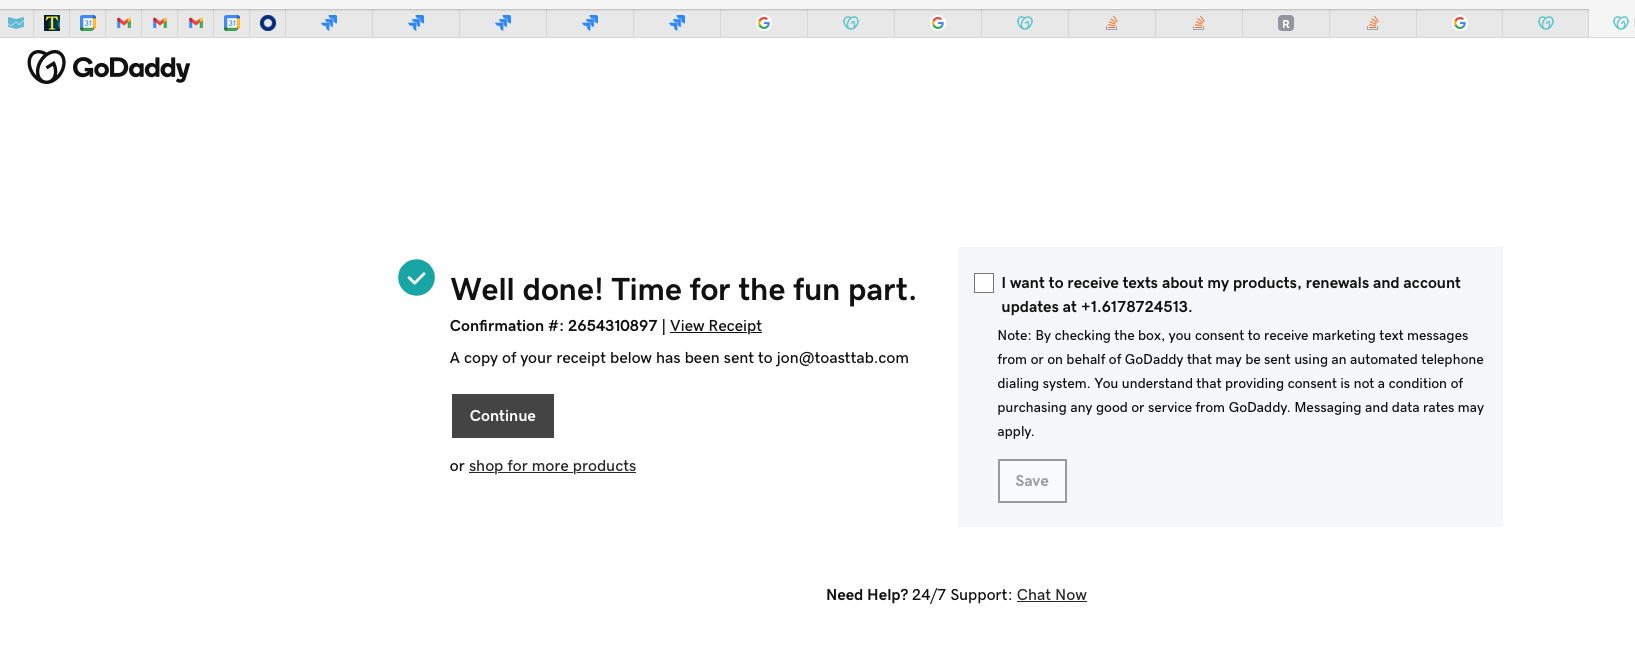 GoDaddy
Well done! Time for the fun part.
Confirmation #: 2654310897 | View Receipt
A copy of your receipt below has been sent to jon@toasttab.com
Continue
or shop for more products
I want to receive texts about my products, renewals and account
updates at +1.6178724513.
Note: By checking the box, you consent to receive marketing text messages
from or on behalf of GoDaddy that may be sent using an automated telephone
dialing system. You understand that providing consent is not a condition of
purchasing any good or service from GoDaddy. Messaging and data rates may
apply.
Save
Need Help? 24/7 Support: Chat Now